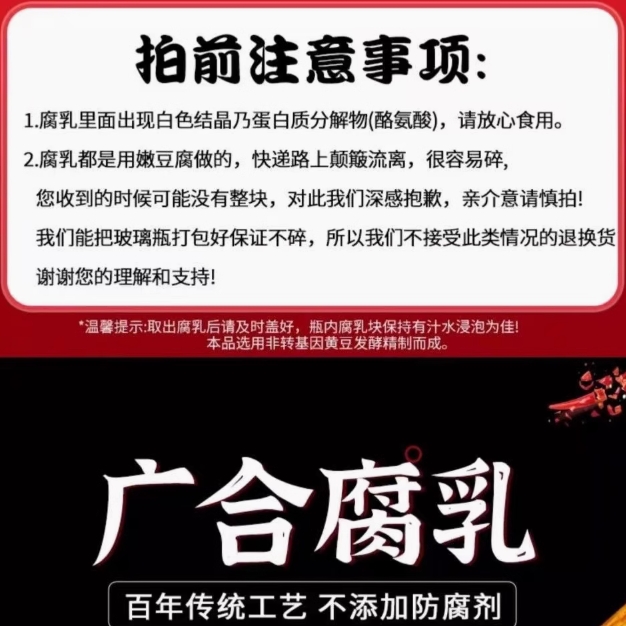 拍前注意事项:
1.腐乳里面出现白色结晶乃蛋白质分解物(酪氨酸)，请放心食用。
2.腐乳都是用嫩豆腐做的，快递路上颠簸流离，很容易碎,
您收到的时候可能没有整块，对此我们深感抱歉，亲介意请慎拍!
我们能把玻璃瓶打包好保证不碎，所以我们不接受此类情况的退换货
谢谢您的理解和支持!
*温馨提示:取出腐乳后请及时盖好，瓶内腐乳块保持有汁水浸泡为佳!
本品选用非转基因黄豆发酵精制而成。
广合腐乳
百年传统工艺 不添加防腐剂